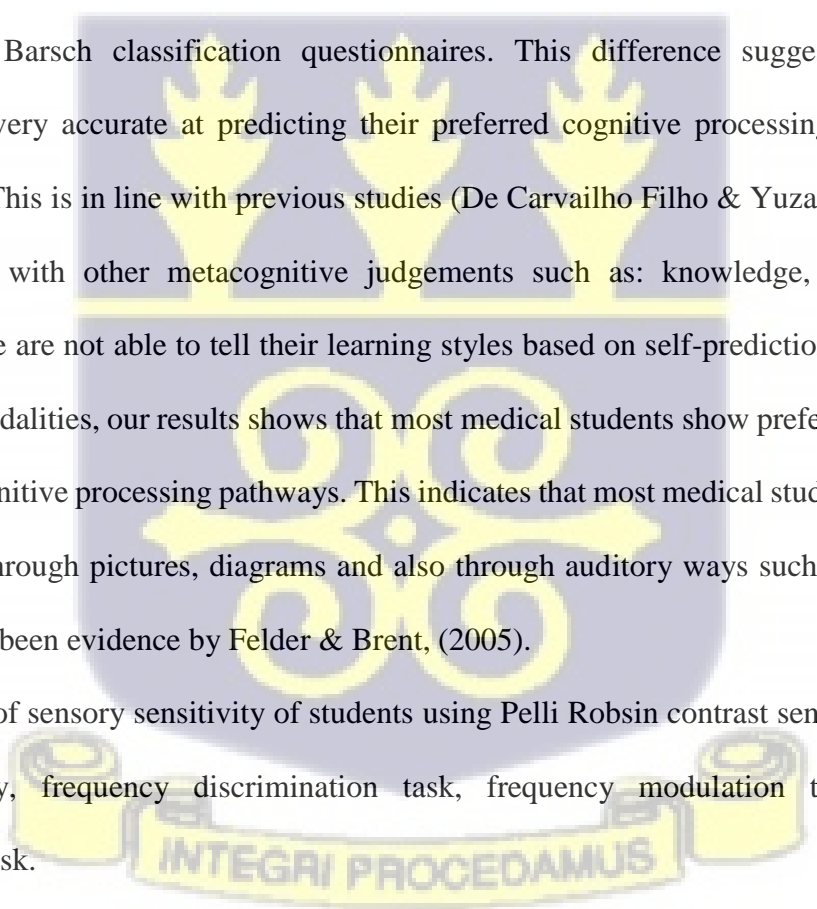 Barsch classification questionnaires. This difference sugge
very accurate at predicting their preferred cognitive processing
This is in line with previous studies (De Carvailho Filho & Yuza
with other metacognitive judgements such as: knowledge,
e are not able to tell their learning styles based on self-predictio
dalities, our results shows that most medical students show prefe
nitive processing pathways. This indicates that most medical stud
hrough pictures, diagrams and also through auditory ways such
been evidence by Felder & Brent, (2005).
of sensory sensitivity of students using Pelli Robsin contrast sen
y, frequency discrimination task, frequency modulation t
sk.
INTEGRI PROCEDAMUS